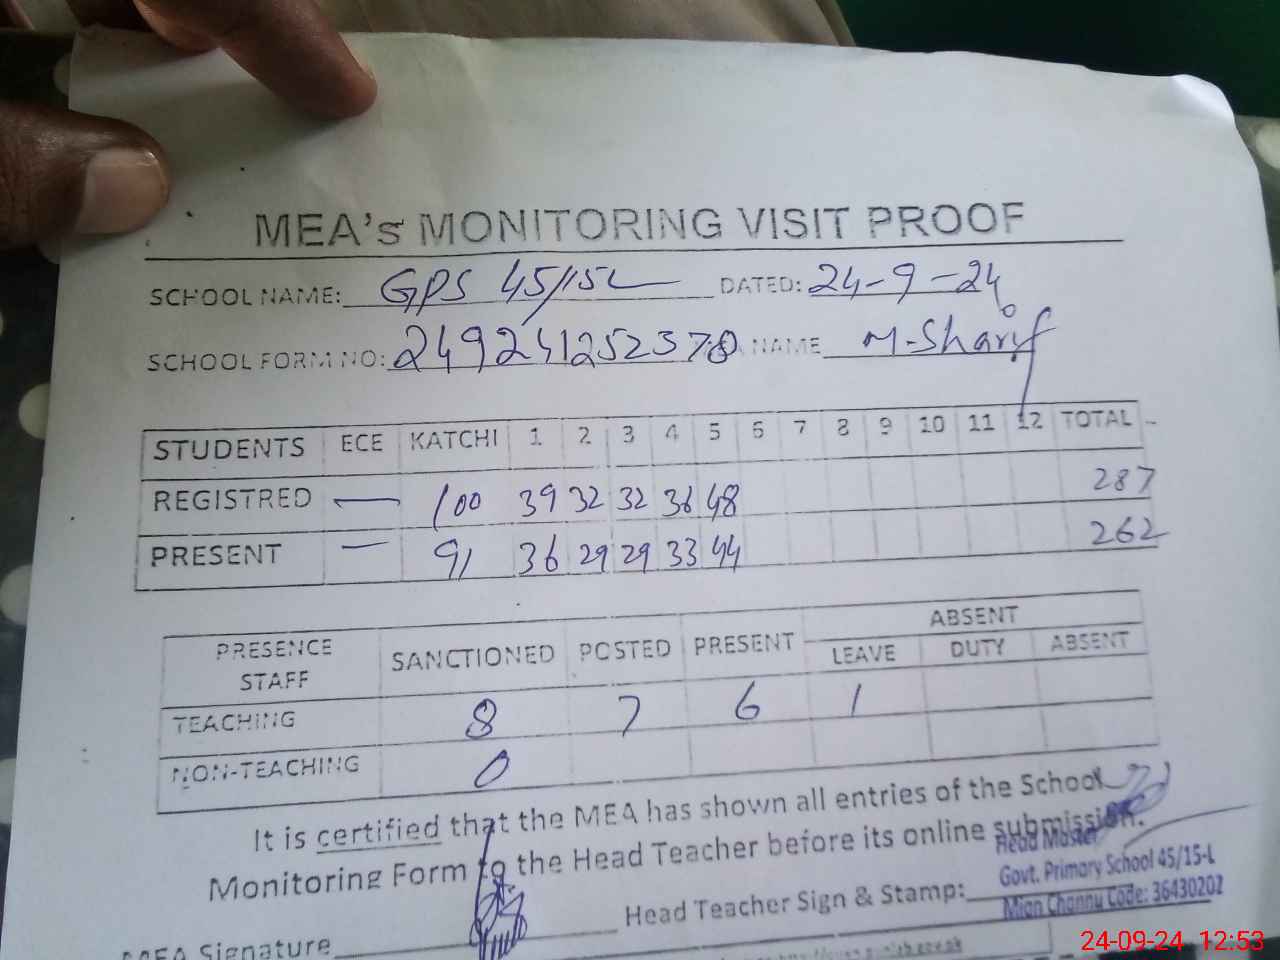 MEA's MONITORING VISIT PROOF
SCHOOL NAME: GPS 45/15L DATED: 24-9-24
SCHOOL FORM NO: 249241252370 NAME M-Sharif
STUDENTS ECE KATCHI 1 2 3 4 5 6 7 8 9 10 11 12 TOTAL
REGISTRED — 100 39 32 32 36 48 287
PRESENT — 91 36 29 29 33 44 262
PRESENCE STAFF SANCTIONED POSTED PRESENT ABSENT
LEAVE DUTY ABSENT
TEACHING 8 7 6 1
NON-TEACHING 0
It is certified that the MEA has shown all entries of the School
Monitoring Form to the Head Teacher before its online submission.
Head Master
Govt. Primary School 45/15-L
Mian Channu Code: 36430202
Head Teacher Sign & Stamp:
MEA Signature
24-09-24 12:53